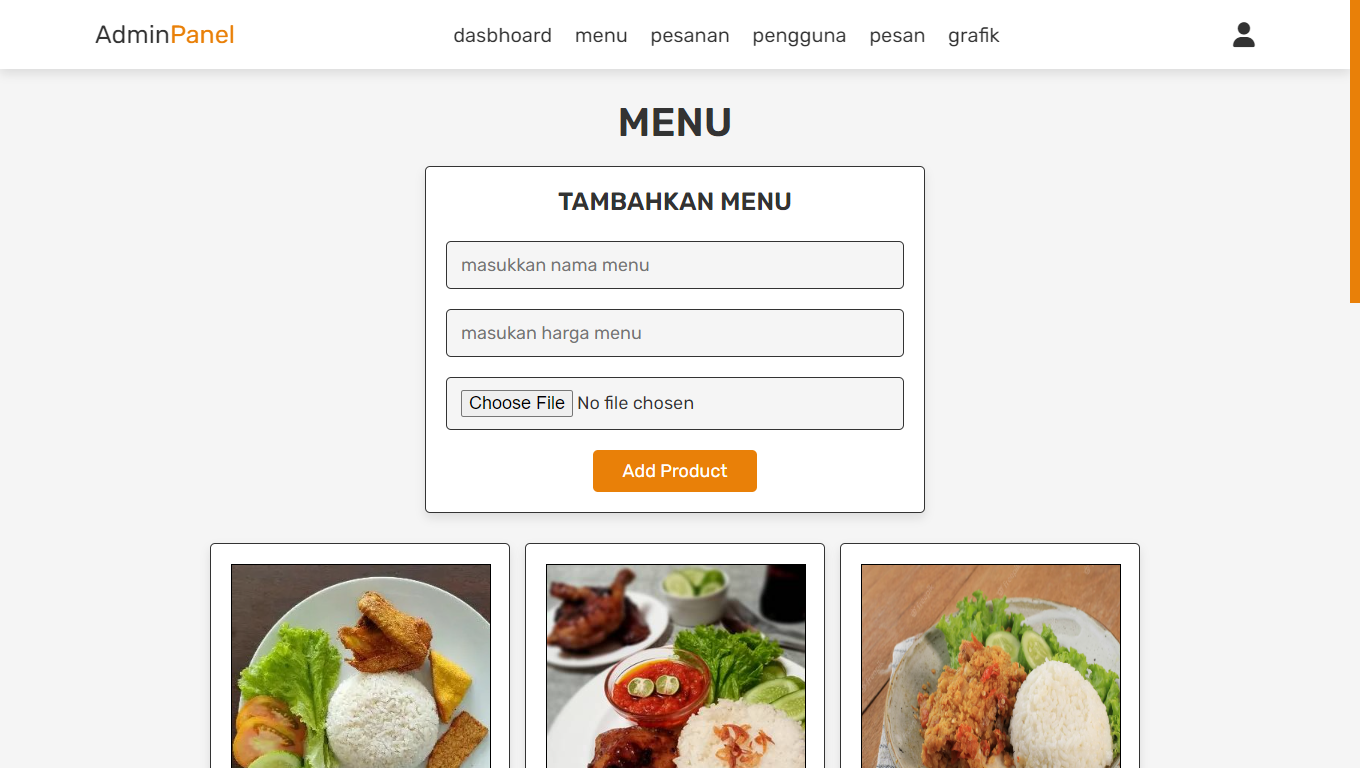 AdminPanel
dasbhoard menu pesanan pengguna pesan grafik
MENU
TAMBAHKAN MENU
masukkan nama menu
masukan harga menu
Choose File No file chosen
Add Product